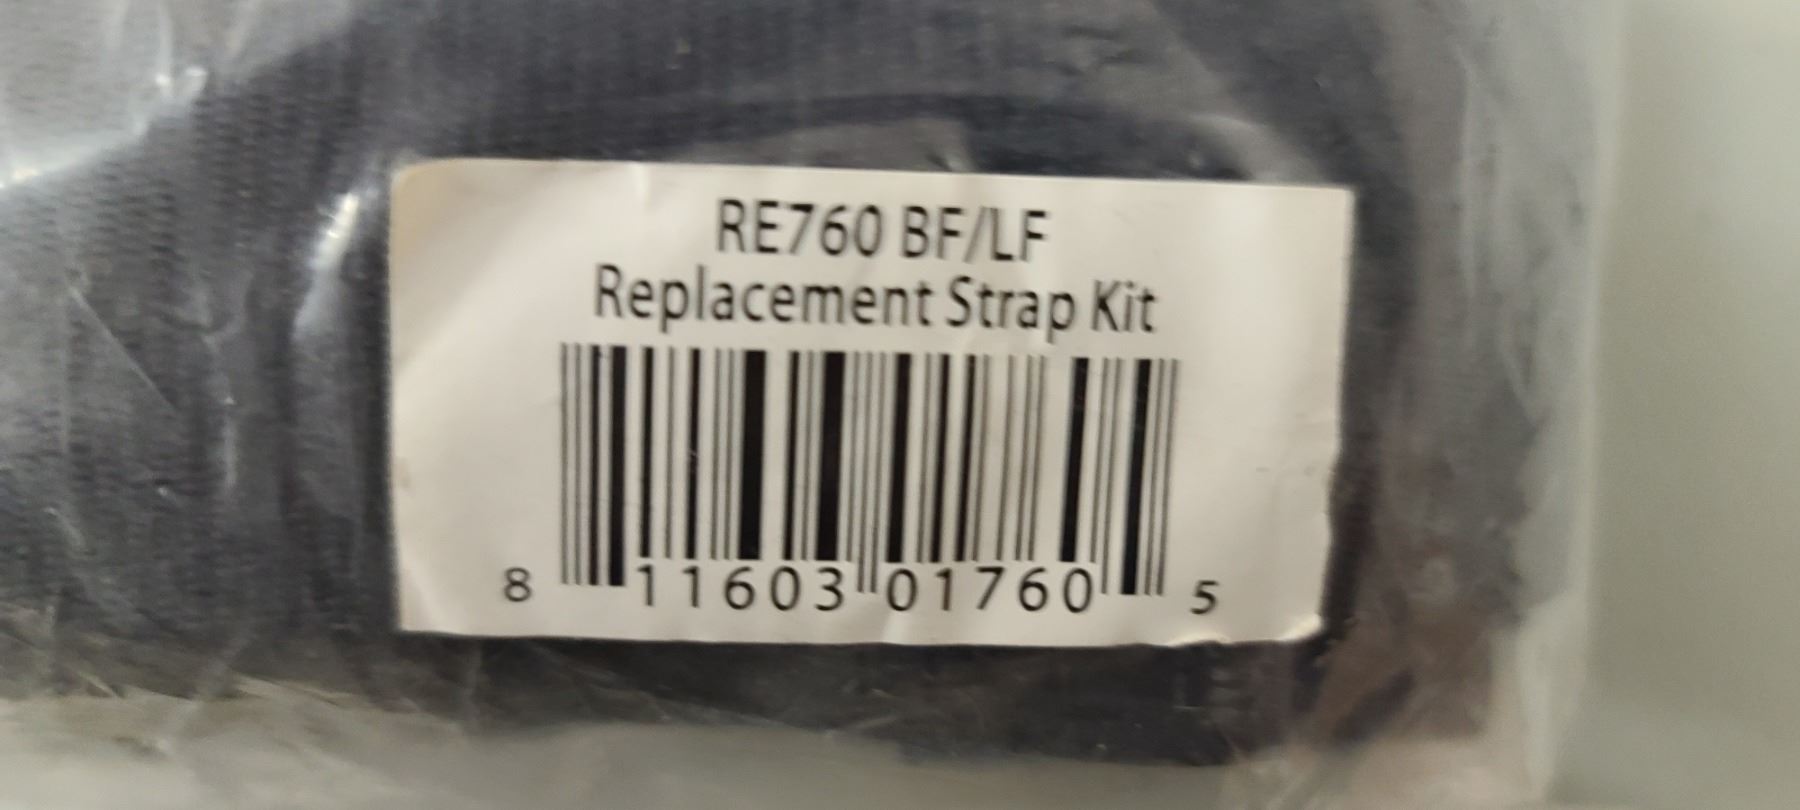 RE760 BF/LF
Replacement Strap Kit
8 11603 01760 5